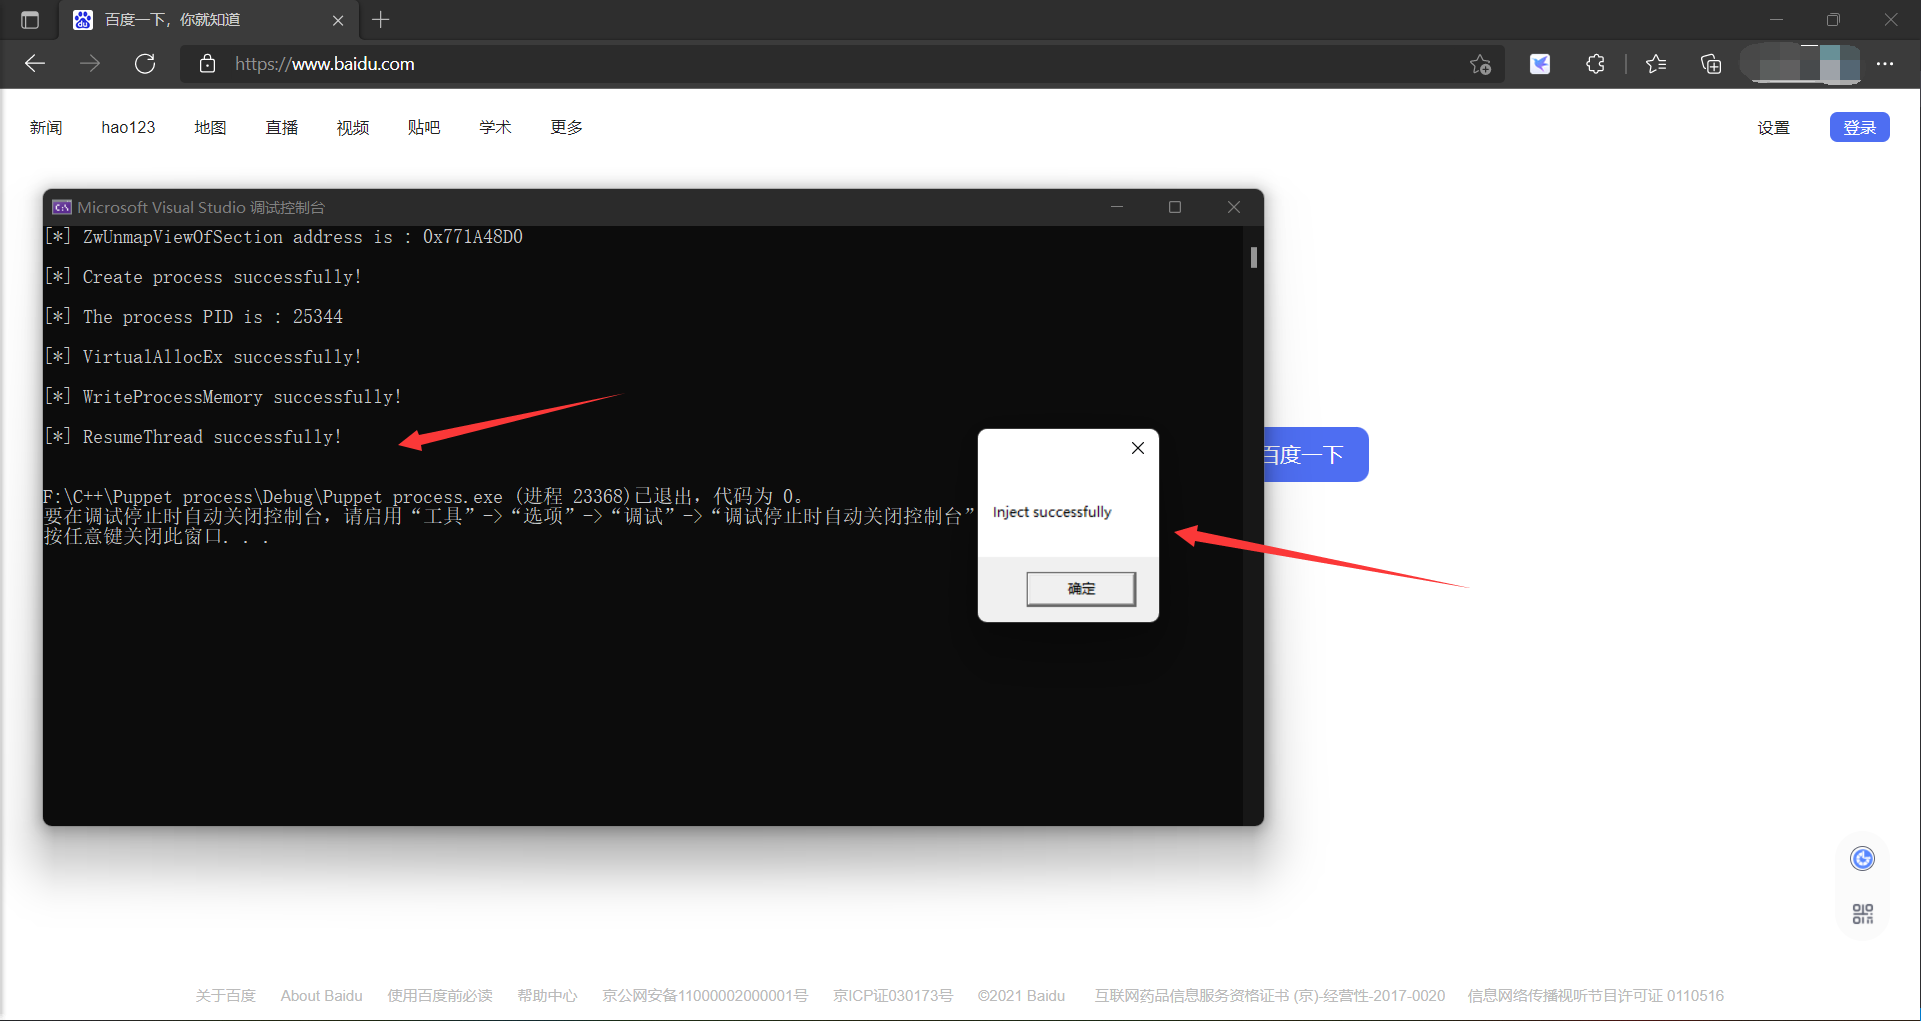 百度一下，你就知道
https://www.baidu.com
新闻 hao123 地图 直播 视频 贴吧 学术 更多 设置 登录
Microsoft Visual Studio 调试控制台
[*] ZwUnmapViewOfSection address is : 0x771A48D0
[*] Create process successfully!
[*] The process PID is : 25344
[*] VirtualAllocEx successfully!
[*] WriteProcessMemory successfully!
[*] ResumeThread successfully!
F:\C++\Puppet process\Debug\Puppet process.exe (进程 23368)已退出，代码为 0。
要在调试停止时自动关闭控制台，请启用“工具”->“选项”->“调试”->“调试停止时自动关闭控制台”
按任意键关闭此窗口. . .
Inject successfully
确定
百度一下
关于百度 About Baidu 使用百度前必读 帮助中心 京公网安备11000002000001号 京ICP证030173号 ©2021 Baidu 互联网药品信息服务资格证书 (京)-经营性-2017-0020 信息网络传播视听节目许可证 0110516